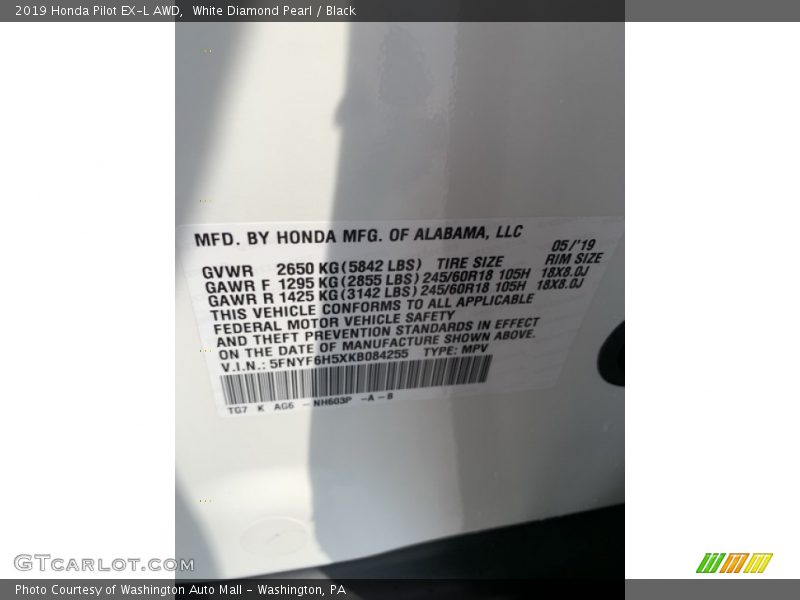 2019 Honda Pilot EX-L AWD,  White Diamond Pearl / Black
MFD. BY HONDA MFG. OF ALABAMA, LLC
05/'19
GVWR 2650 KG (5842 LBS) TIRE SIZE RIM SIZE
GAWR F 1295 KG (2855 LBS) 245/60R18 105H 18X8.0J
GAWR R 1425 KG (3142 LBS) 245/60R18 105H 18X8.0J
THIS VEHICLE CONFORMS TO ALL APPLICABLE
FEDERAL MOTOR VEHICLE SAFETY
AND THEFT PREVENTION STANDARDS IN EFFECT
ON THE DATE OF MANUFACTURE SHOWN ABOVE.
V.I.N.: 5FNYF6H5XKB084255 TYPE: MPV
TG7 K AG6 - NH603P -A-B
GTcarlot.com
Photo Courtesy of Washington Auto Mall - Washington, PA